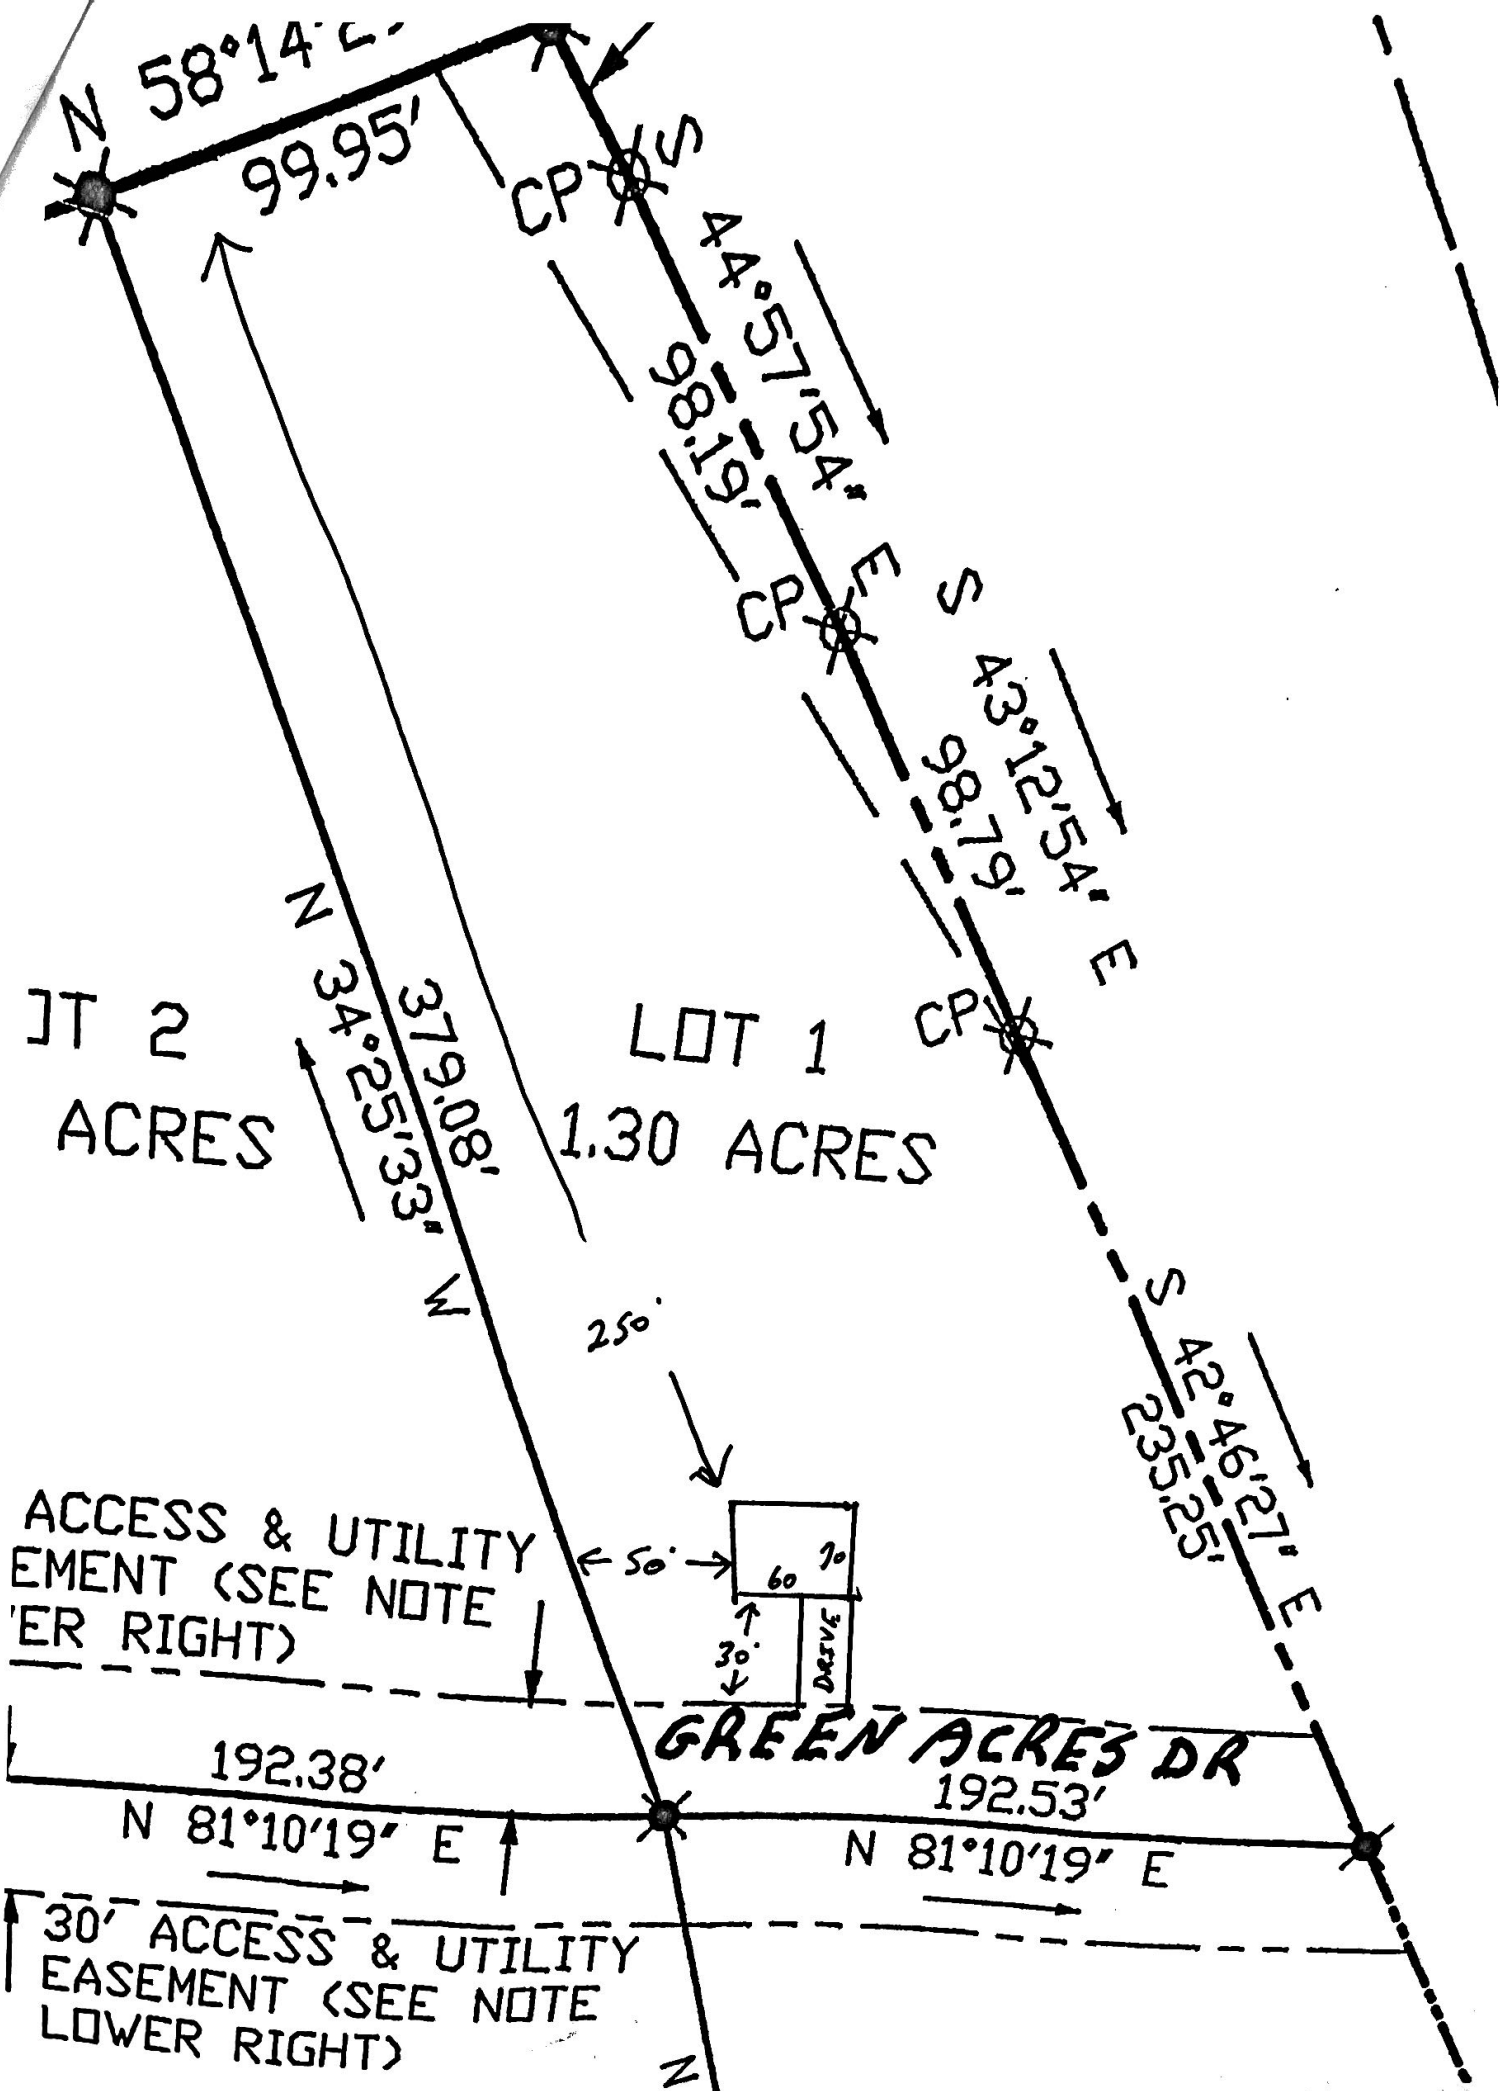 N 58°14'2
99.95'
CP
S 44°57'54" E
98.19'
CP
S 43°12'54" E
98.79'
CP
N 34°25'33" W
379.08'
OT 2
ACRES
LOT 1
1.30 ACRES
S 42°46'27" E
235.25'
250'
ACCESS & UTILITY
EMENT (SEE NOTE
ER RIGHT)
50'
60
70
30'
DRIVE
GREEN ACRES DR
192.38'
N 81°10'19" E
192.53'
N 81°10'19" E
30' ACCESS & UTILITY
EASEMENT (SEE NOTE
LOWER RIGHT)
N